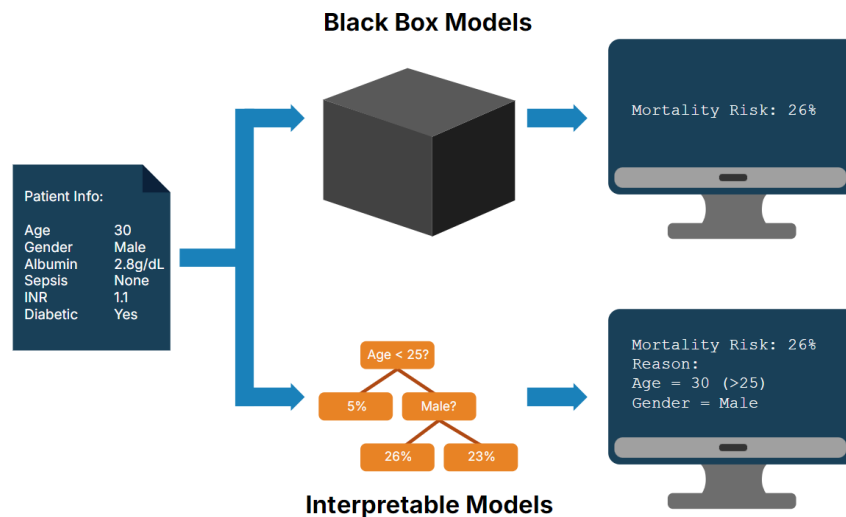 Black Box Models
Mortality Risk: 26%
Patient Info:
Age 30
Gender Male
Albumin 2.8g/dL
Sepsis None
INR 1.1
Diabetic Yes
Age < 25?
5% Male?
26% 23%
Mortality Risk: 26%
Reason:
Age = 30 (>25)
Gender = Male
Interpretable Models